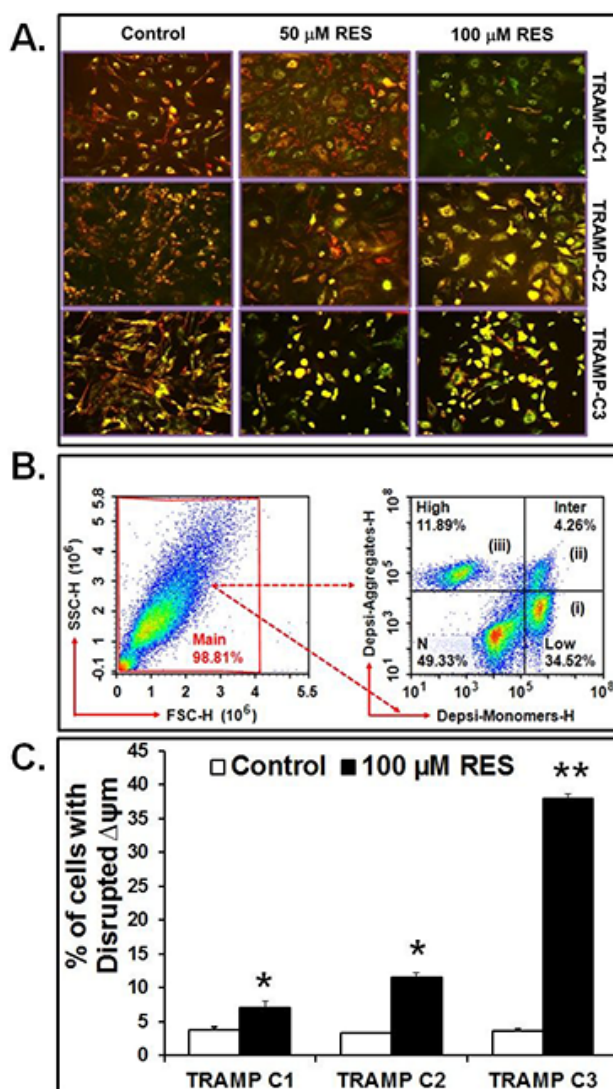 A.
Control 50 µM RES 100 µM RES
TRAMP-C1
TRAMP-C2
TRAMP-C3
B.
5.8
5
4
3
2
1
-0.1
SSC-H (10⁶)
Main
98.81%
0 1 2 3 4 5.5
FSC-H (10⁶)
High
11.89%
Inter
4.26%
(iii)
(ii)
(i)
N
49.33%
Low
34.52%
10⁸
10⁵
10³
10¹
Depsi-Aggregates-H
10¹ 10² 10⁴ 10⁶ 10⁸
Depsi-Monomers-H
C.
Control 100 µM RES
% of cells with
Disrupted ΔΨm
45
40
35
30
25
20
15
10
5
0
*
*
**
TRAMP C1 TRAMP C2 TRAMP C3